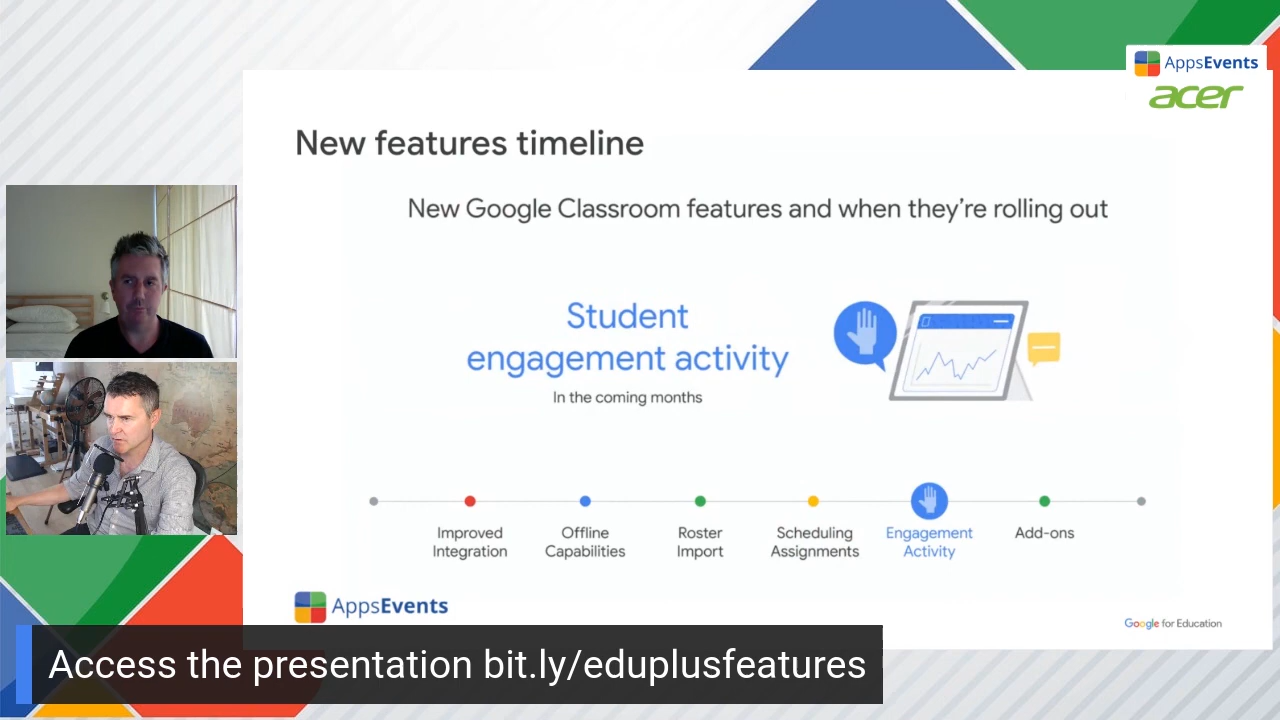 AppsEvents
acer
New features timeline
New Google Classroom features and when they're rolling out
Student
engagement activity
In the coming months
Improved
Integration
Offline
Capabilities
Roster
Import
Scheduling
Assignments
Engagement
Activity
Add-ons
AppsEvents
Google for Education
Access the presentation bit.ly/eduplusfeatures